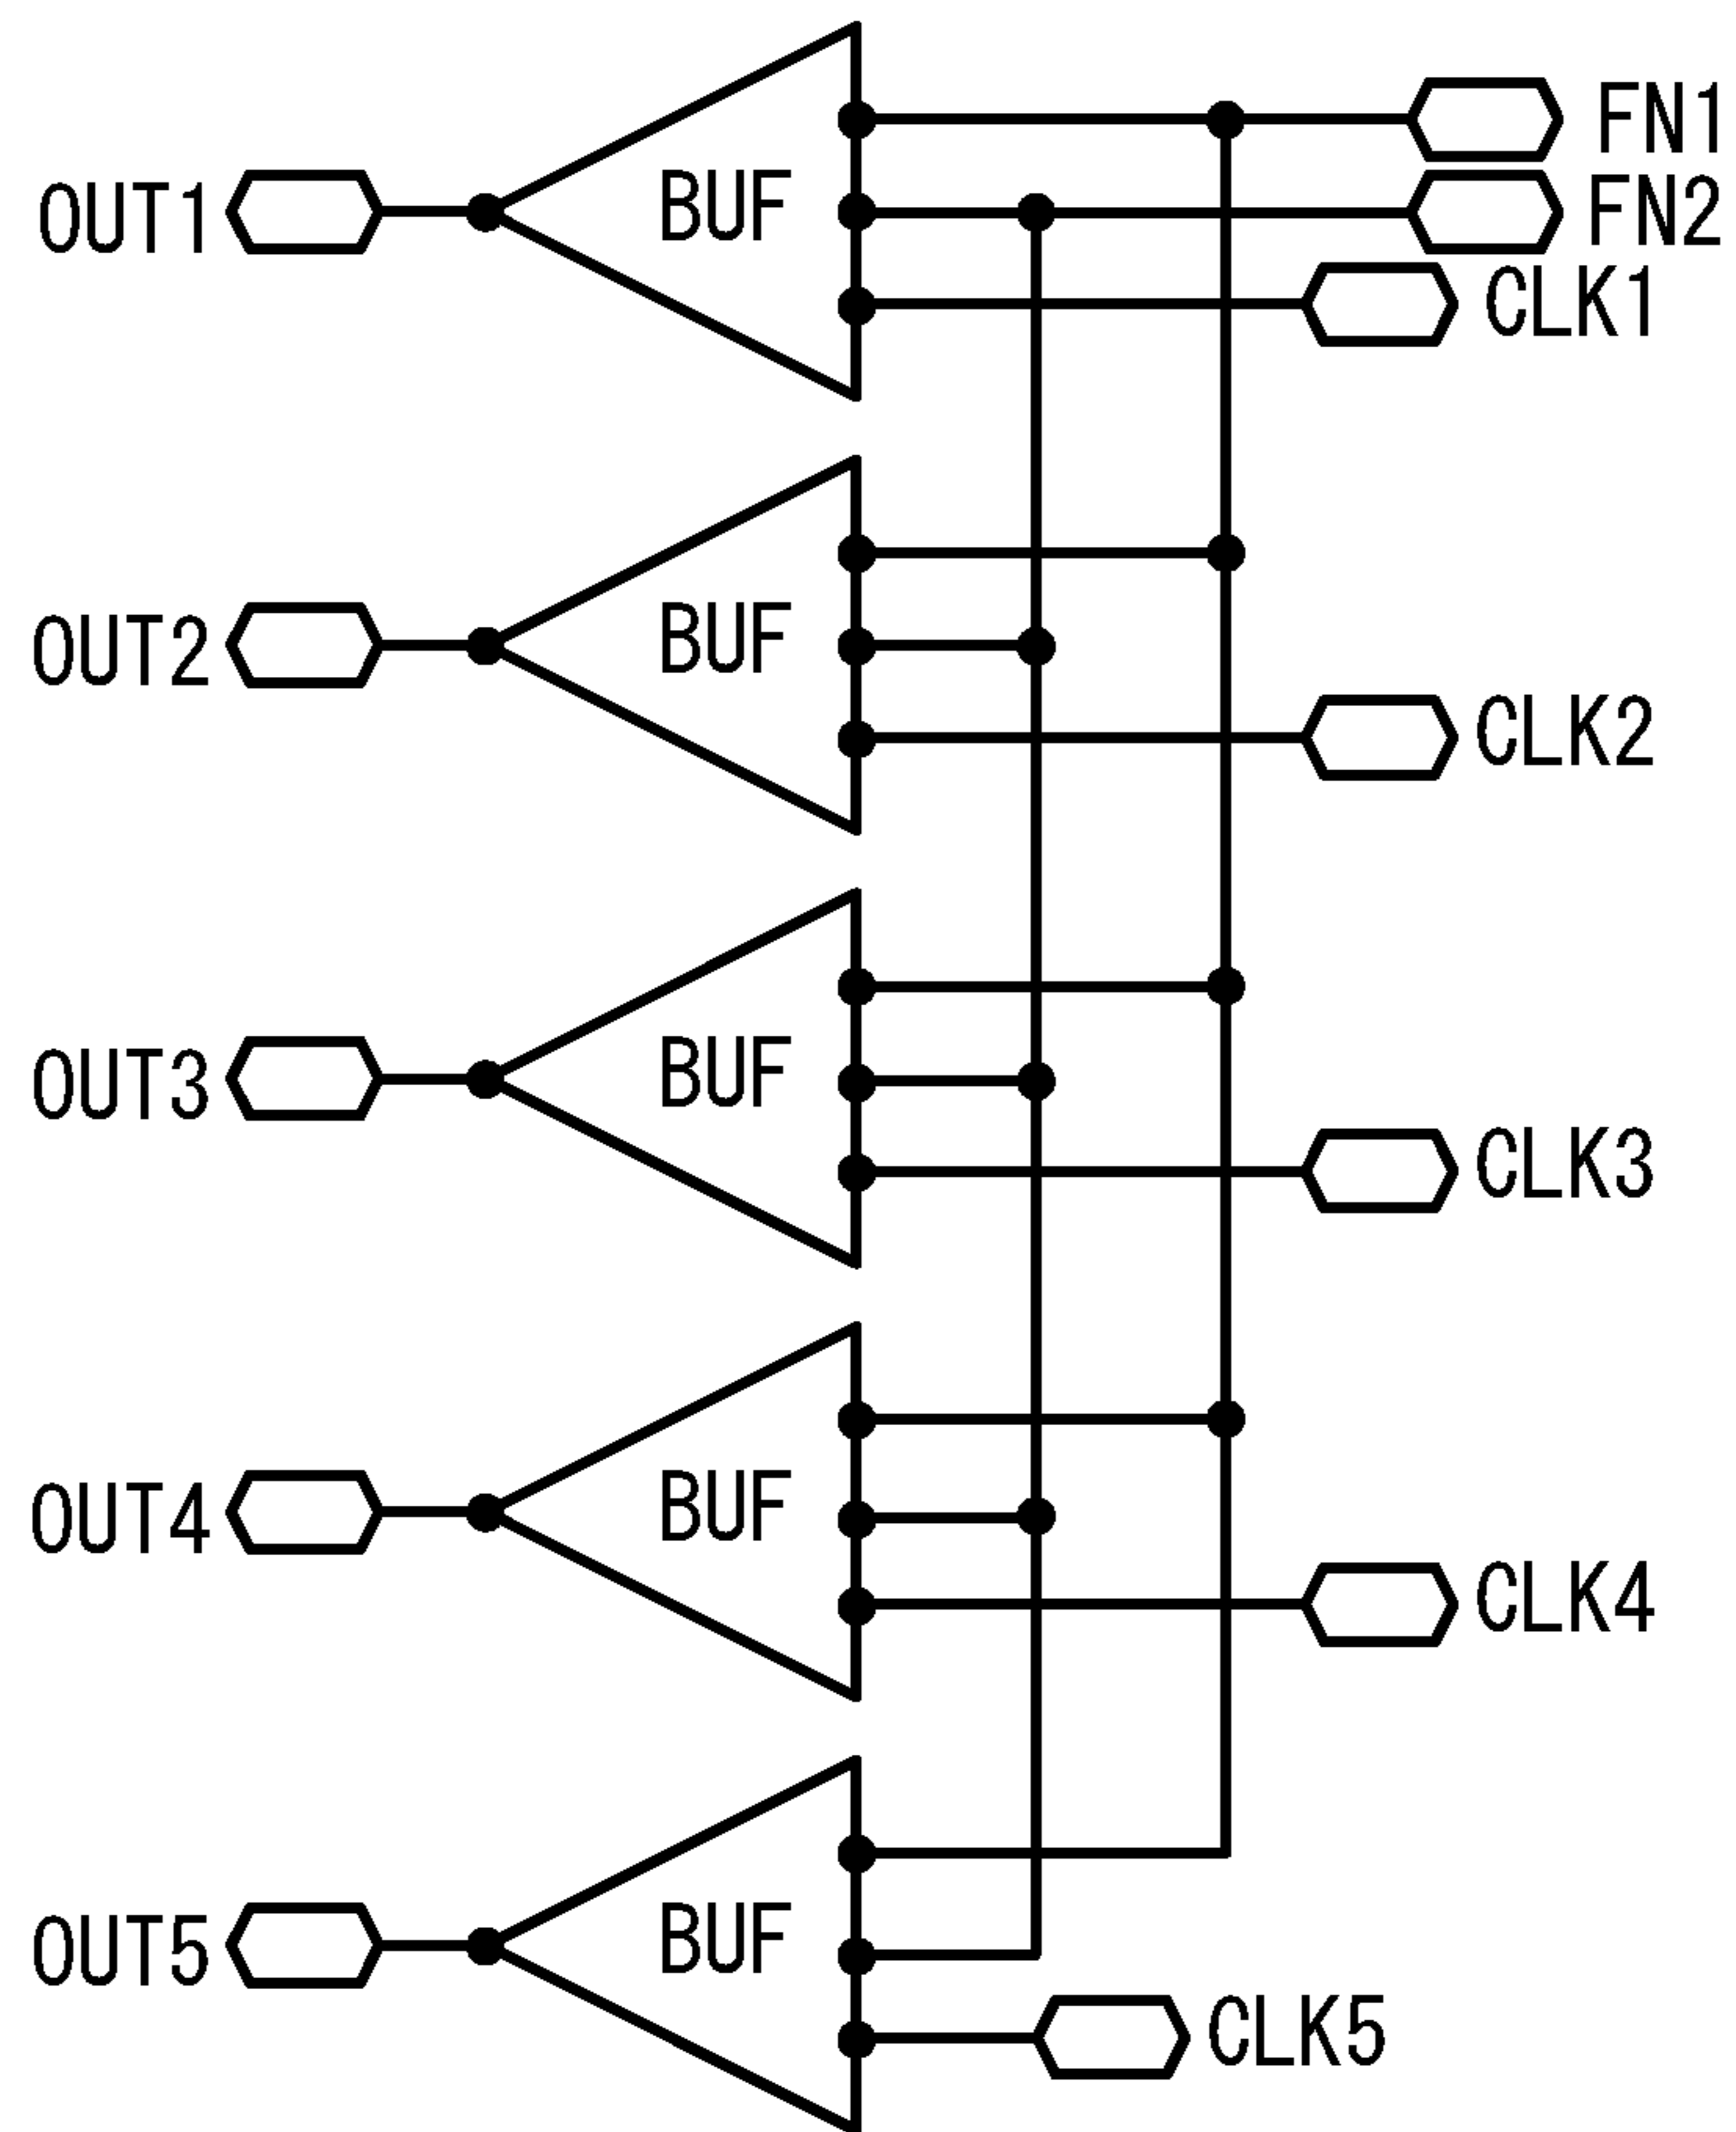 FN1
OUT1 BUF FN2
CLK1
OUT2 BUF
CLK2
OUT3 BUF
CLK3
OUT4 BUF
CLK4
OUT5 BUF
CLK5